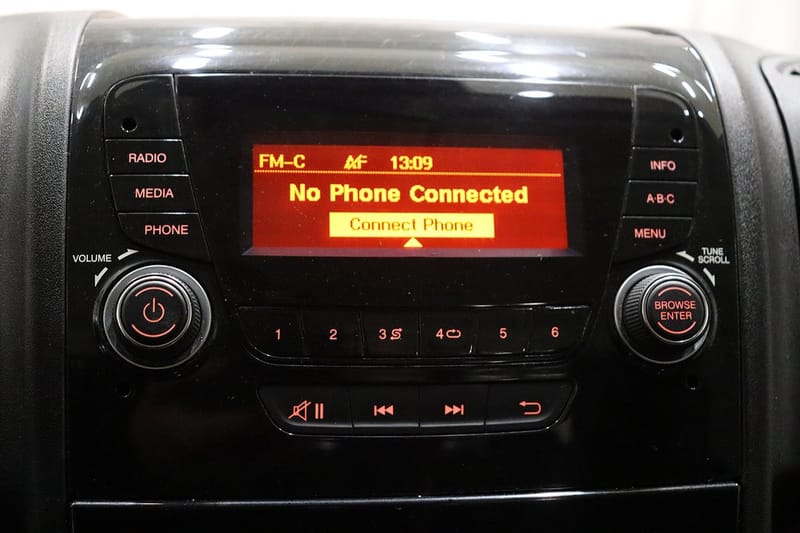 FM-C AF 13:09
No Phone Connected
Connect Phone
RADIO
MEDIA
PHONE
VOLUME
INFO
A·B·C
MENU
TUNE
SCROLL
BROWSE
ENTER
1 2 3 4 5 6